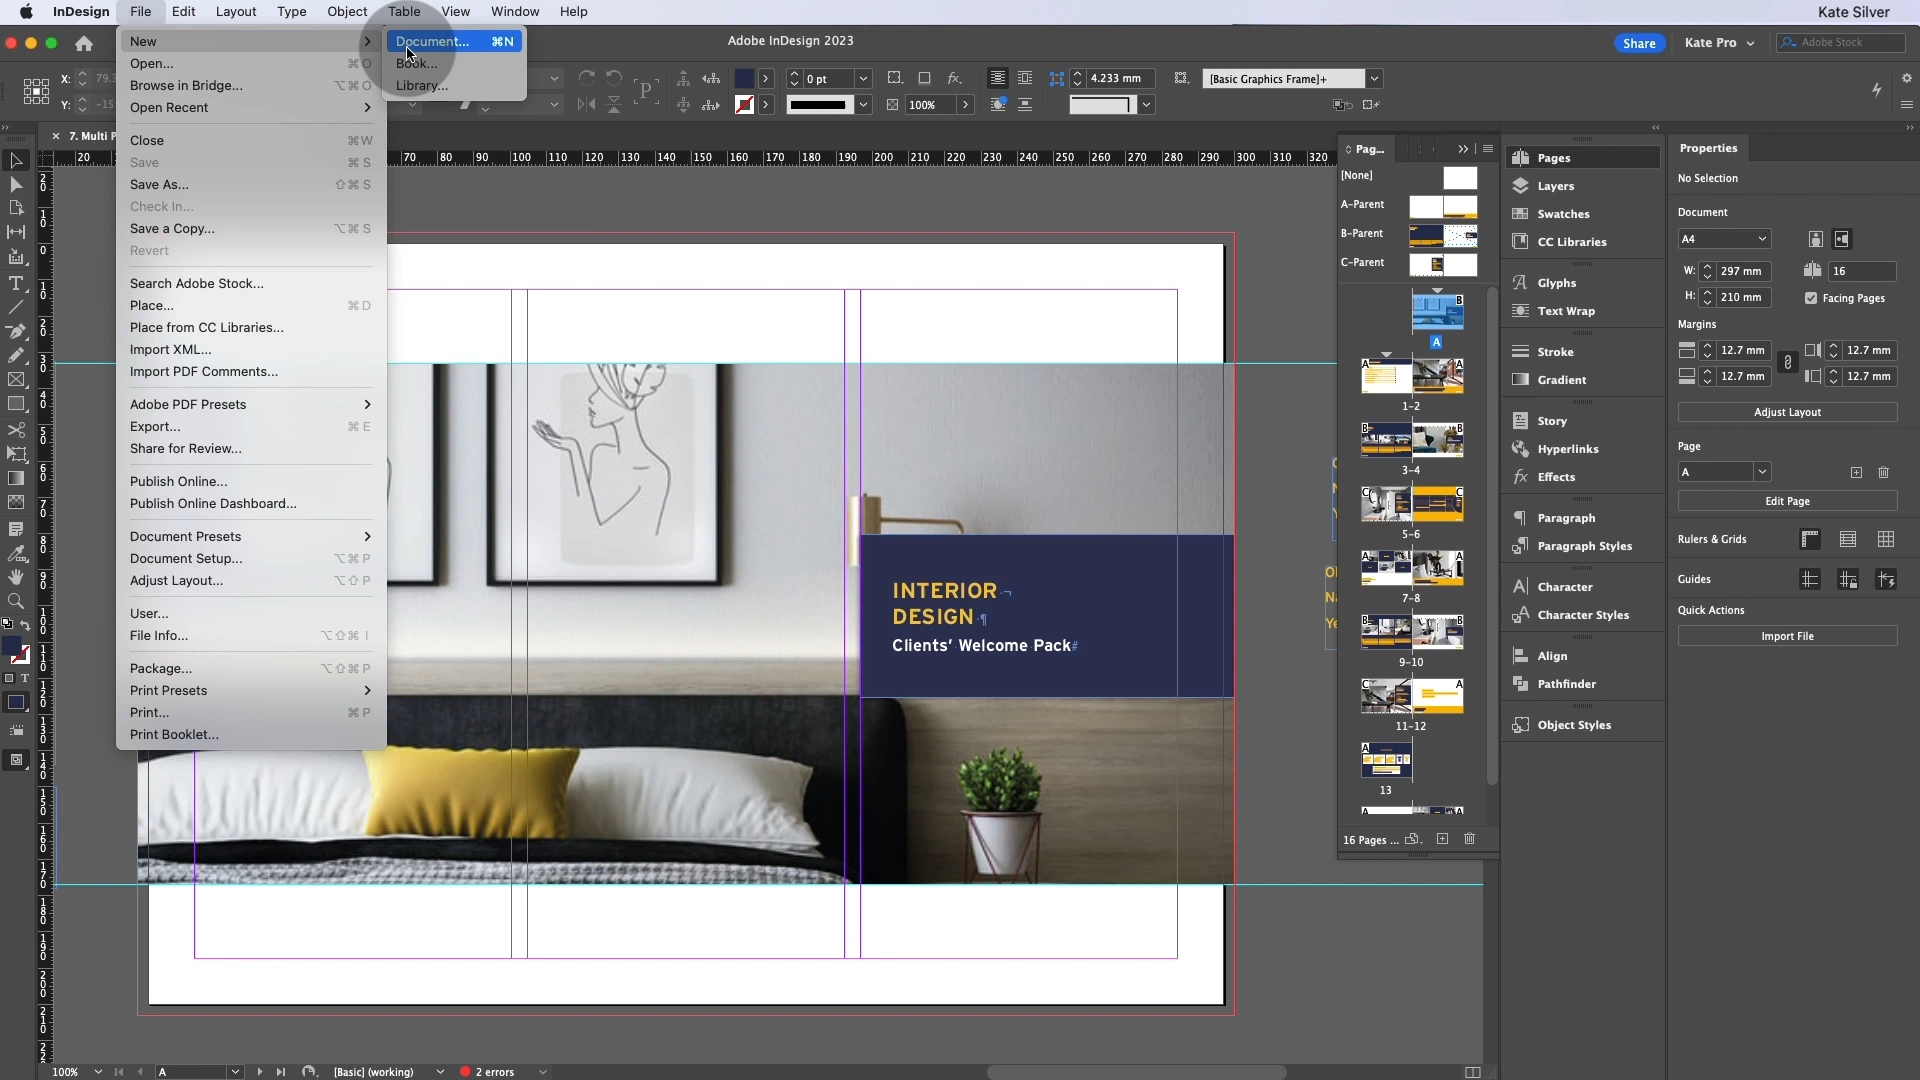 InDesign File Edit Layout Type Object Table View Window Help Kate Silver
Adobe InDesign 2023
Share Kate Pro Adobe Stock
New
Open... ⌘O
Browse in Bridge... ⌥⌘O
Open Recent
Close ⌘W
Save ⌘S
Save As... ⇧⌘S
Check In...
Save a Copy... ⌥⌘S
Revert
Search Adobe Stock...
Place... ⌘D
Place from CC Libraries...
Import XML...
Import PDF Comments...
Adobe PDF Presets
Export... ⌘E
Share for Review...
Publish Online...
Publish Online Dashboard...
Document Presets
Document Setup... ⌥⌘P
Adjust Layout... ⌥⇧P
User...
File Info... ⌥⇧⌘I
Package... ⌥⇧⌘P
Print Presets
Print... ⌘P
Print Booklet...
Document... ⌘N
Book...
Library...
X:
Y:
0 pt
100%
4.233 mm
[Basic Graphics Frame]+
7. Multi P
20 70 80 90 100 110 120 130 140 150 160 170 180 190 200 210 220 230 240 250 260 270 280 290 300 310 320
INTERIOR
DESIGN
Clients' Welcome Pack
Pag...
[None]
A-Parent
B-Parent
C-Parent
B
A
A A
1-2
B B
3-4
C C
5-6
A A
7-8
B B
9-10
C A
11-12
A
13
A A
16 Pages ...
Pages
Layers
Swatches
CC Libraries
Glyphs
Text Wrap
Stroke
Gradient
Story
Hyperlinks
Effects
Paragraph
Paragraph Styles
Character
Character Styles
Align
Pathfinder
Object Styles
Properties
No Selection
Document
A4
W: 297 mm 16
H: 210 mm Facing Pages
Margins
12.7 mm 12.7 mm
12.7 mm 12.7 mm
Adjust Layout
Page
A
Edit Page
Rulers & Grids
Guides
Quick Actions
Import File
100% A [Basic] (working) 2 errors